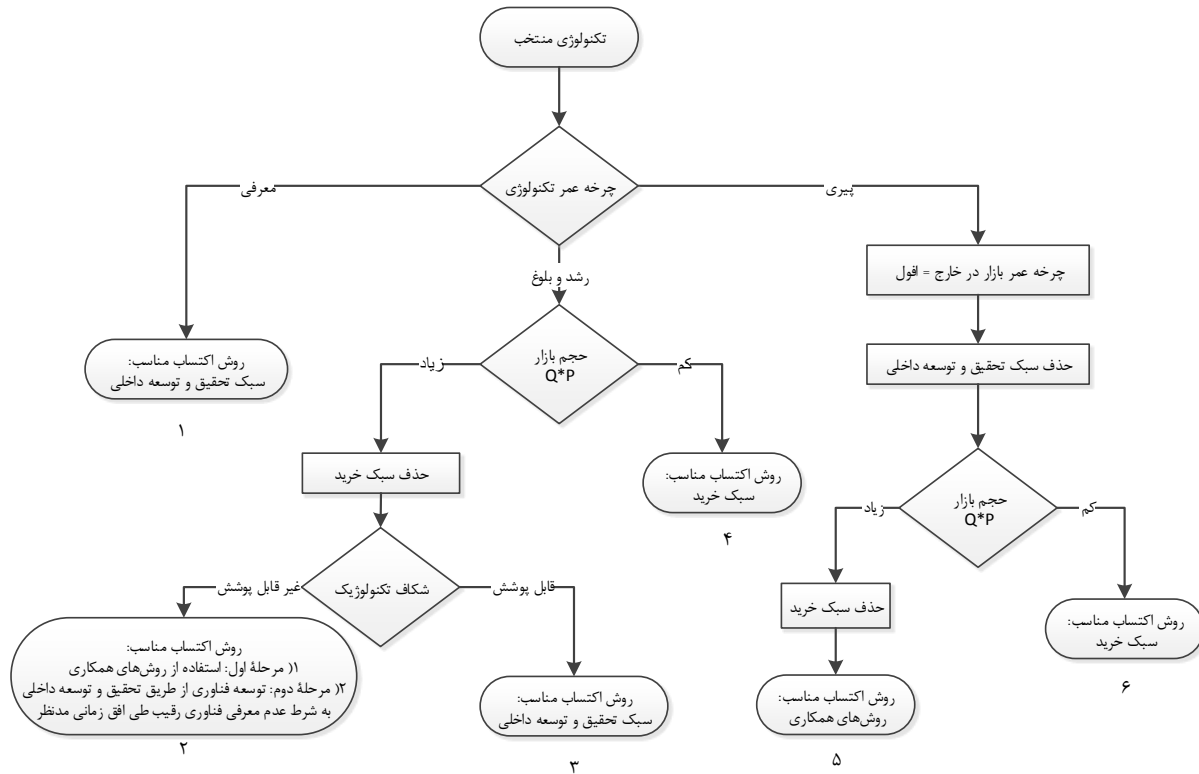 تکنولوژی منتخب
چرخه عمر تکنولوژی
معرفی
پیری
رشد و بلوغ
چرخه عمر بازار در خارج = افول
حذف سبک تحقیق و توسعه داخلی
روش اکتساب مناسب:
سبک تحقیق و توسعه داخلی
۱
حجم بازار
Q*P
زیاد
کم
حذف سبک خرید
روش اکتساب مناسب:
سبک خرید
۴
شکاف تکنولوژیک
غیر قابل پوشش
قابل پوشش
روش اکتساب مناسب:
۱( مرحلهٔ اول: استفاده از روش‌های همکاری
۲( مرحلهٔ دوم: توسعه فناوری از طریق تحقیق و توسعه داخلی
به شرط عدم معرفی فناوری رقیب طی افق زمانی مدنظر
۲
روش اکتساب مناسب:
سبک تحقیق و توسعه داخلی
۳
حجم بازار
Q*P
زیاد
کم
حذف سبک خرید
روش اکتساب مناسب:
روش‌های همکاری
۵
روش اکتساب مناسب:
سبک خرید
۶